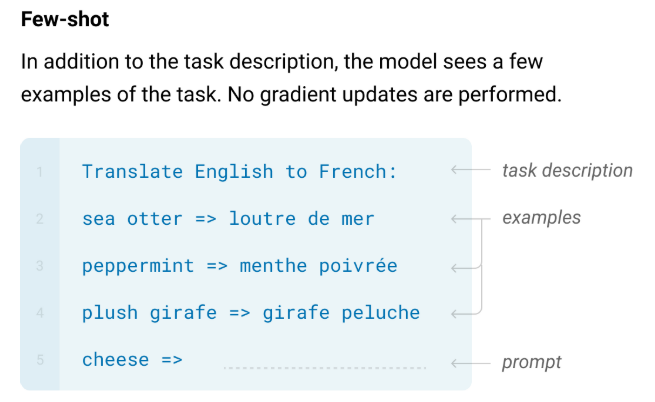 Few-shot
In addition to the task description, the model sees a few
examples of the task. No gradient updates are performed.
1 Translate English to French: task description
2 sea otter => loutre de mer examples
3 peppermint => menthe poivrée
4 plush girafe => girafe peluche
5 cheese => prompt